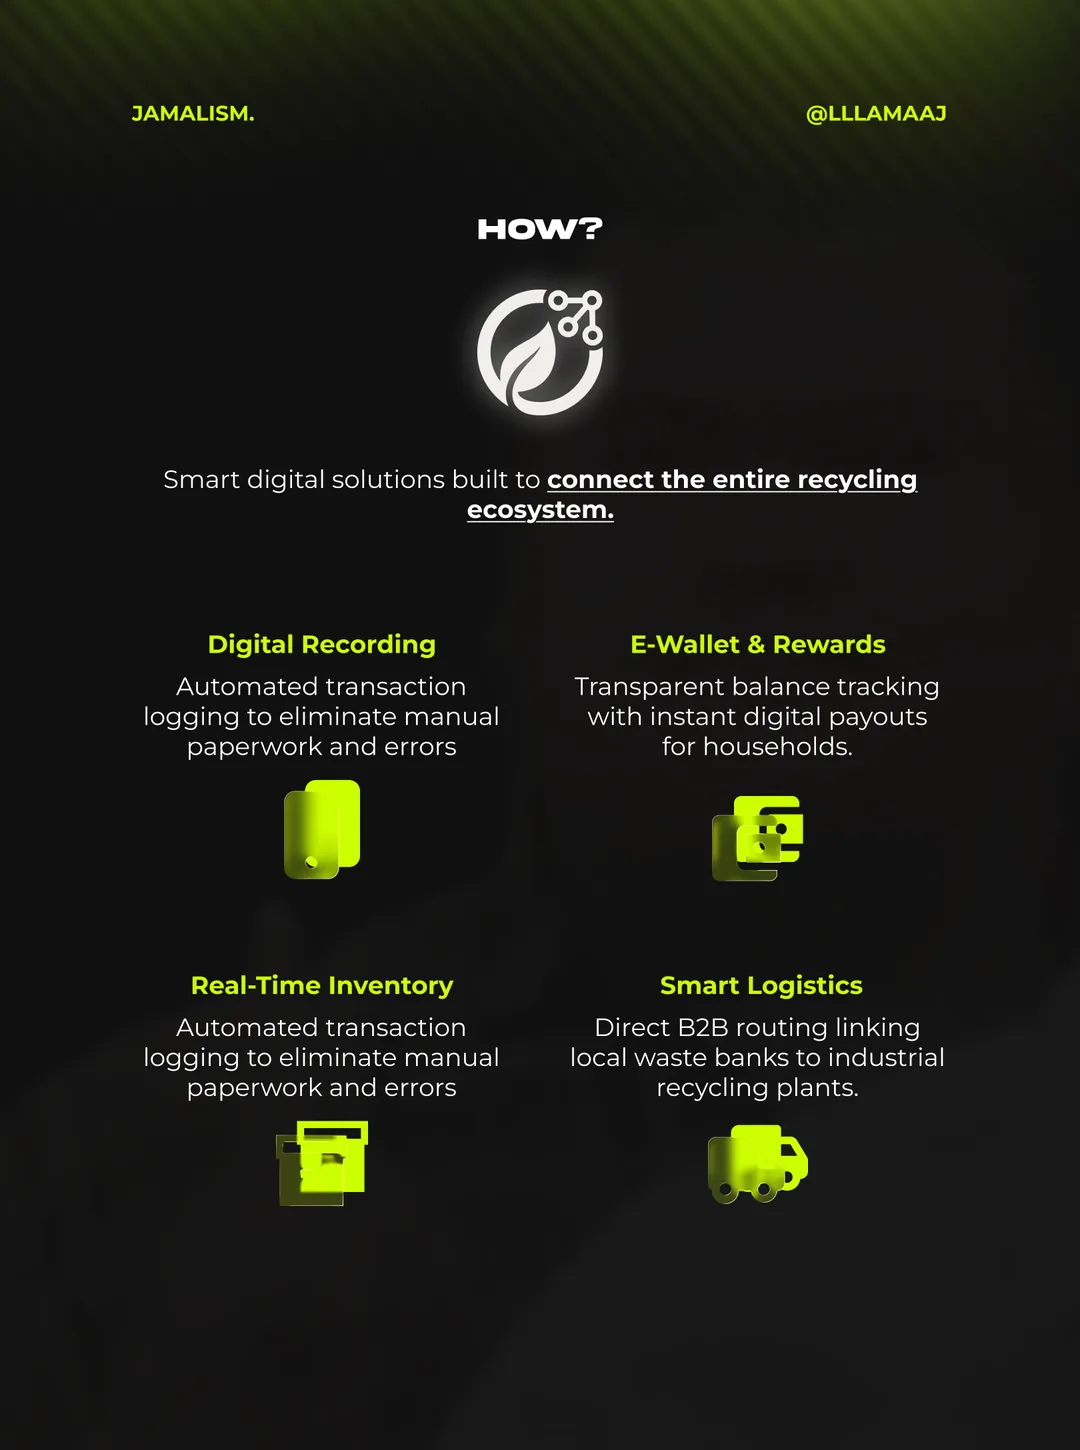 JAMALISM.
@LLLAMAAJ
HOW?
Smart digital solutions built to connect the entire recycling
ecosystem.
Digital Recording
Automated transaction
logging to eliminate manual
paperwork and errors
E-Wallet & Rewards
Transparent balance tracking
with instant digital payouts
for households.
Real-Time Inventory
Automated transaction
logging to eliminate manual
paperwork and errors
Smart Logistics
Direct B2B routing linking
local waste banks to industrial
recycling plants.